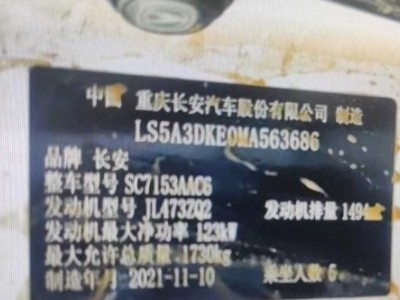 中国 重庆长安汽车股份有限公司 制造
LS5A3DKE0MA563686
品牌 长安
整车型号 SC7153AAC6
发动机型号 JL473ZQ2 发动机排量 1494
发动机最大净功率 123kW
最大允许总质量 1730kg
制造年月 2021-11-10 乘坐人数 5